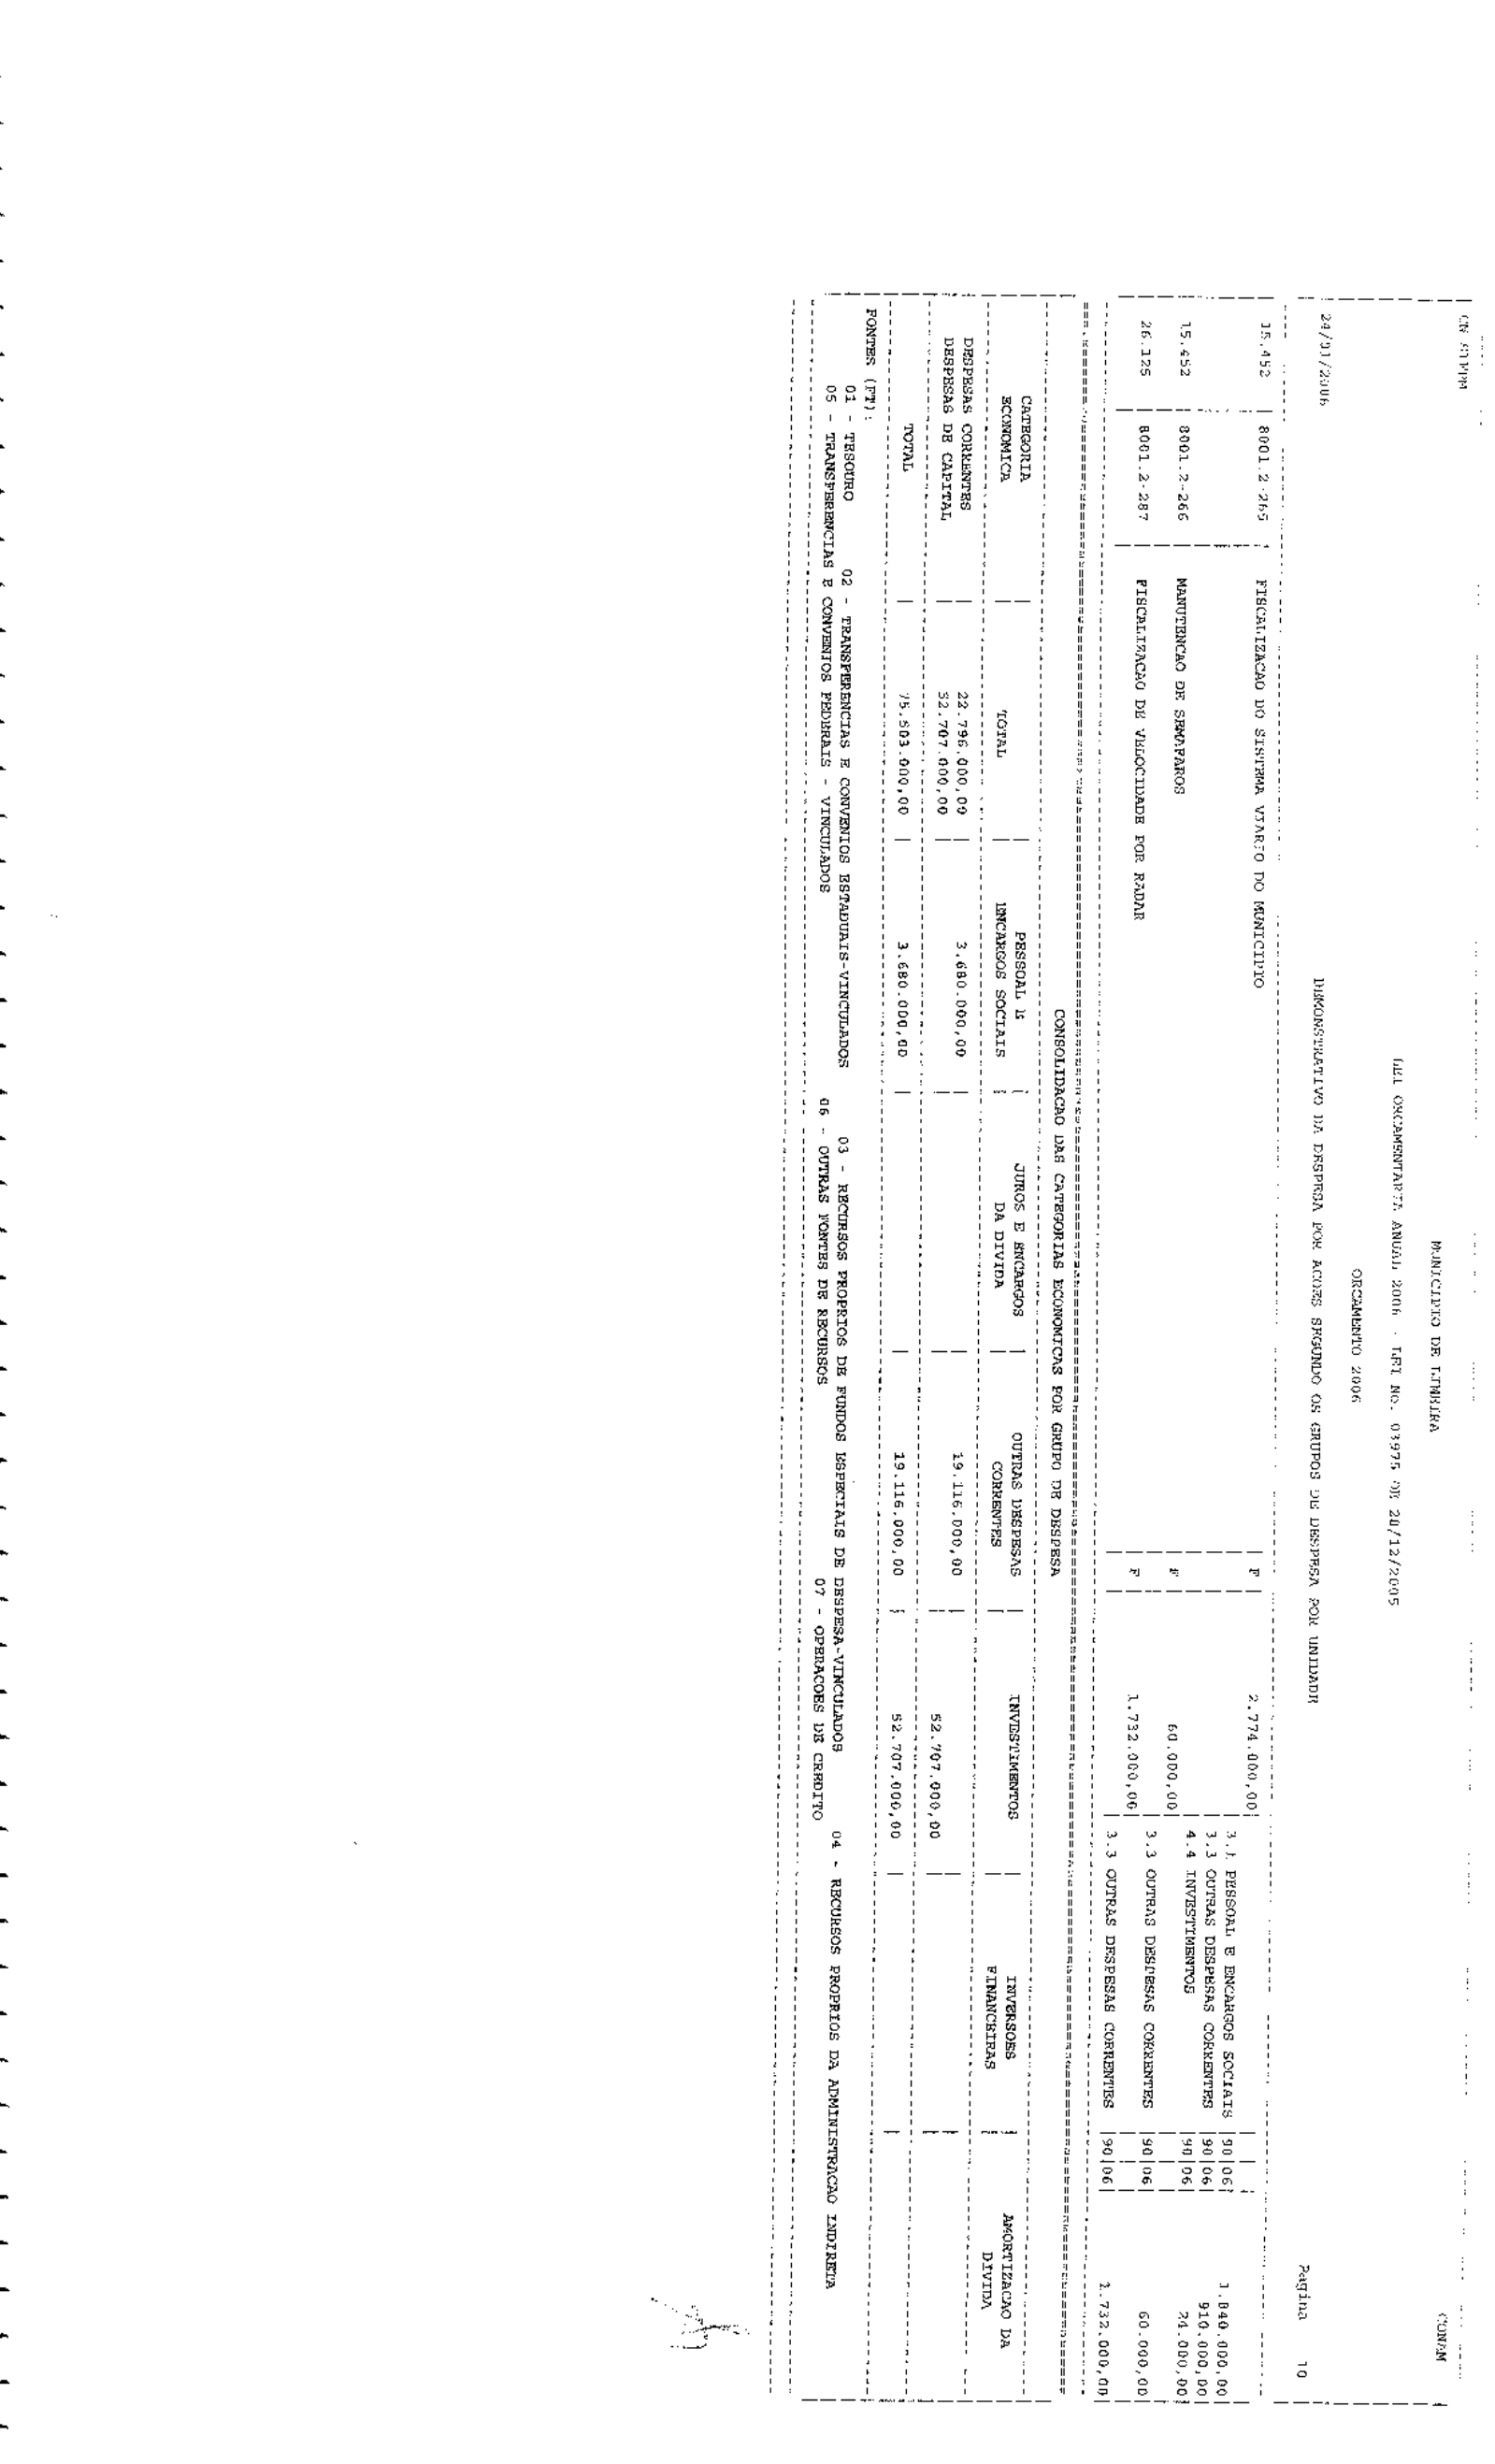 MUNICIPIO DE LIMEIRA CONAM
LEI ORCAMENTARIA ANUAL 2006 - LEI No. 03975 DE 28/12/2005
ORCAMENTO 2006
24/01/2006 DEMONSTRATIVO DA DESPESA POR ACOES SEGUNDO OS GRUPOS DE DESPESA POR UNIDADE Pagina 10
15.452 | 8001.2-265 | FISCALIZACAO DO SISTEMA VIARIO DO MUNICIPIO | F | 2.774.000,00
3.1 PESSOAL E ENCARGOS SOCIAIS | 90|06| 1.840.000,00
3.3 OUTRAS DESPESAS CORRENTES | 90|06| 910.000,00
4.4 INVESTIMENTOS | 90|06| 24.000,00
15.452 | 8001.2-266 | MANUTENCAO DE SEMAFAROS | F | 60.000,00|
3.3 OUTRAS DESPESAS CORRENTES |90|06| 60.000,00
26.125 | 8001.2-287 | FISCALIZACAO DE VELOCIDADE POR RADAR | F | 1.732.000,00|
3.3 OUTRAS DESPESAS CORRENTES |90|06| 1.732.000,00
CONSOLIDACAO DAS CATEGORIAS ECONOMICAS POR GRUPO DE DESPESA
CATEGORIA | PESSOAL E | JUROS E ENCARGOS | OUTRAS DESPESAS | INVESTIMENTOS | INVERSOES | AMORTIZACAO DA
ECONOMICA | TOTAL | ENCARGOS SOCIAIS | DA DIVIDA | CORRENTES | FINANCEIRAS | DIVIDA
DESPESAS CORRENTES | 22.796.000,00 | 3.680.000,00 | | 19.116.000,00 |
DESPESAS DE CAPITAL | 52.707.000,00 | | | | 52.707.000,00 |
TOTAL | 75.503.000,00 | 3.680.000,00 | | 19.116.000,00 | 52.707.000,00 |
FONTES (FT):
01 - TESOURO 02 - TRANSFERENCIAS E CONVENIOS ESTADUAIS-VINCULADOS 03 - RECURSOS PROPRIOS DE FUNDOS ESPECIAIS DE DESPESA-VINCULADOS 04 - RECURSOS PROPRIOS DA ADMINISTRACAO INDIRETA
05 - TRANSFERENCIAS E CONVENIOS FEDERAIS - VINCULADOS 06 - OUTRAS FONTES DE RECURSOS 07 - OPERACOES DE CREDITO